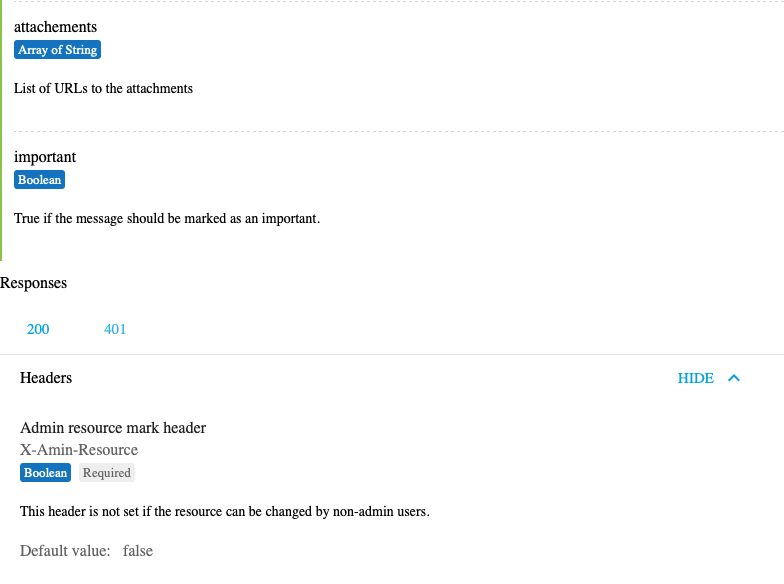 attachements
Array of String
List of URLs to the attachments
important
Boolean
True if the message should be marked as an important.
Responses
200 401
Headers HIDE
Admin resource mark header
X-Amin-Resource
Boolean Required
This header is not set if the resource can be changed by non-admin users.
Default value: false